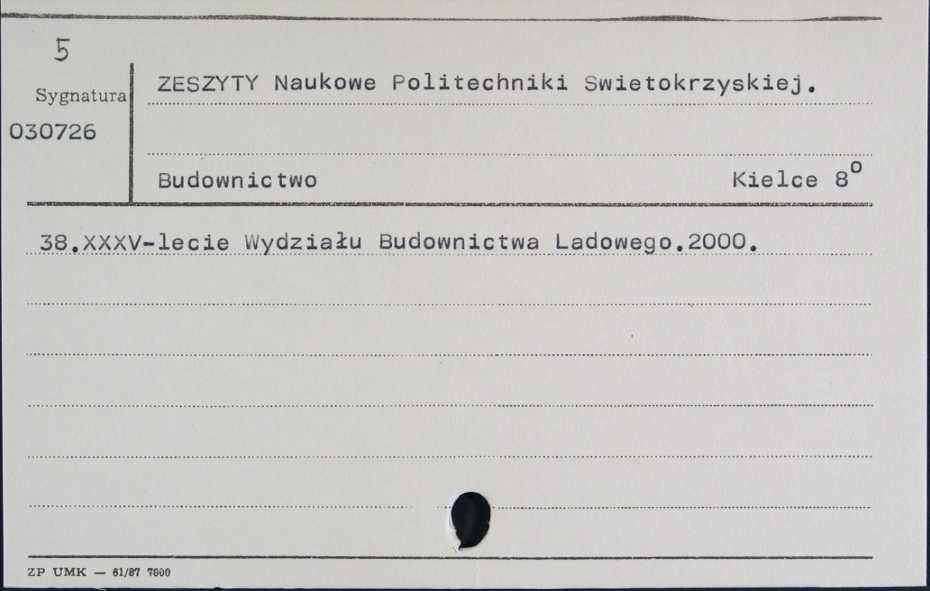 5
Sygnatura
030726
ZESZYTY Naukowe Politechniki Swietokrzyskiej.
Budownictwo Kielce 8º
38.XXXV-lecie Wydziału Budownictwa Ladowego.2000.
ZP UMK — 61/87 7000